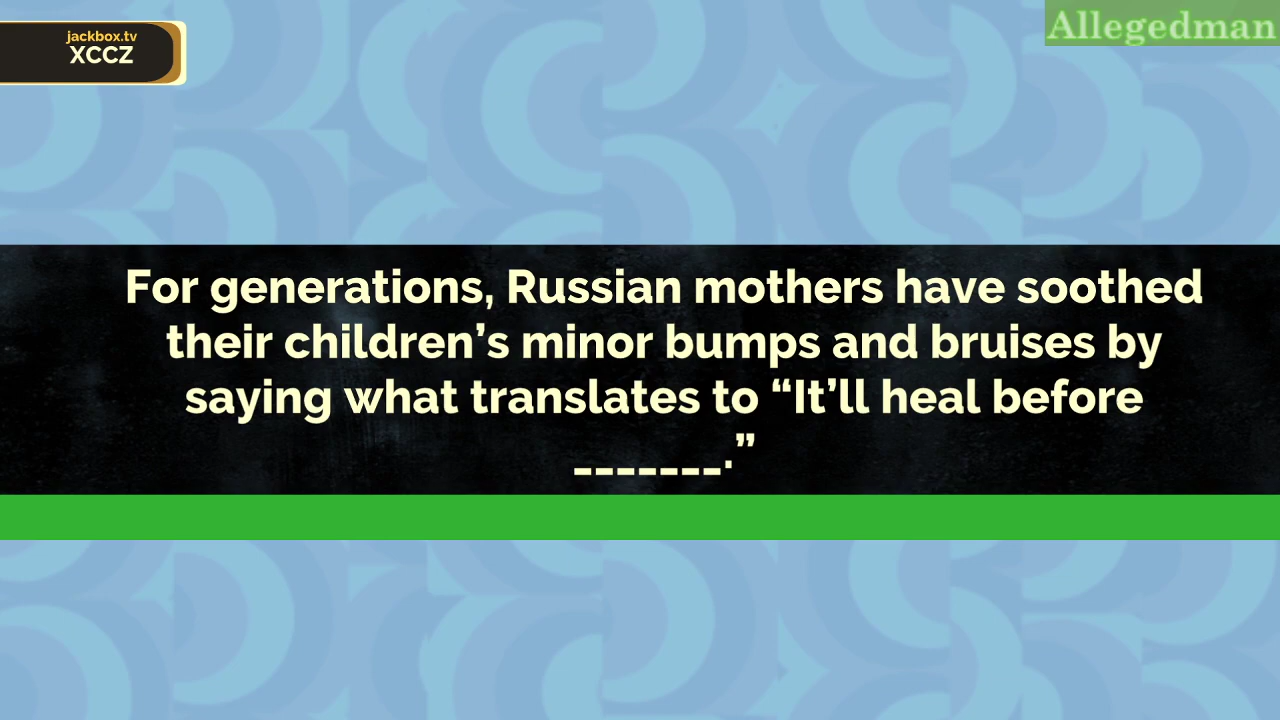 jackbox.tv
XCCZ
Allegedman
For generations, Russian mothers have soothed
their children’s minor bumps and bruises by
saying what translates to “It’ll heal before
_______.”